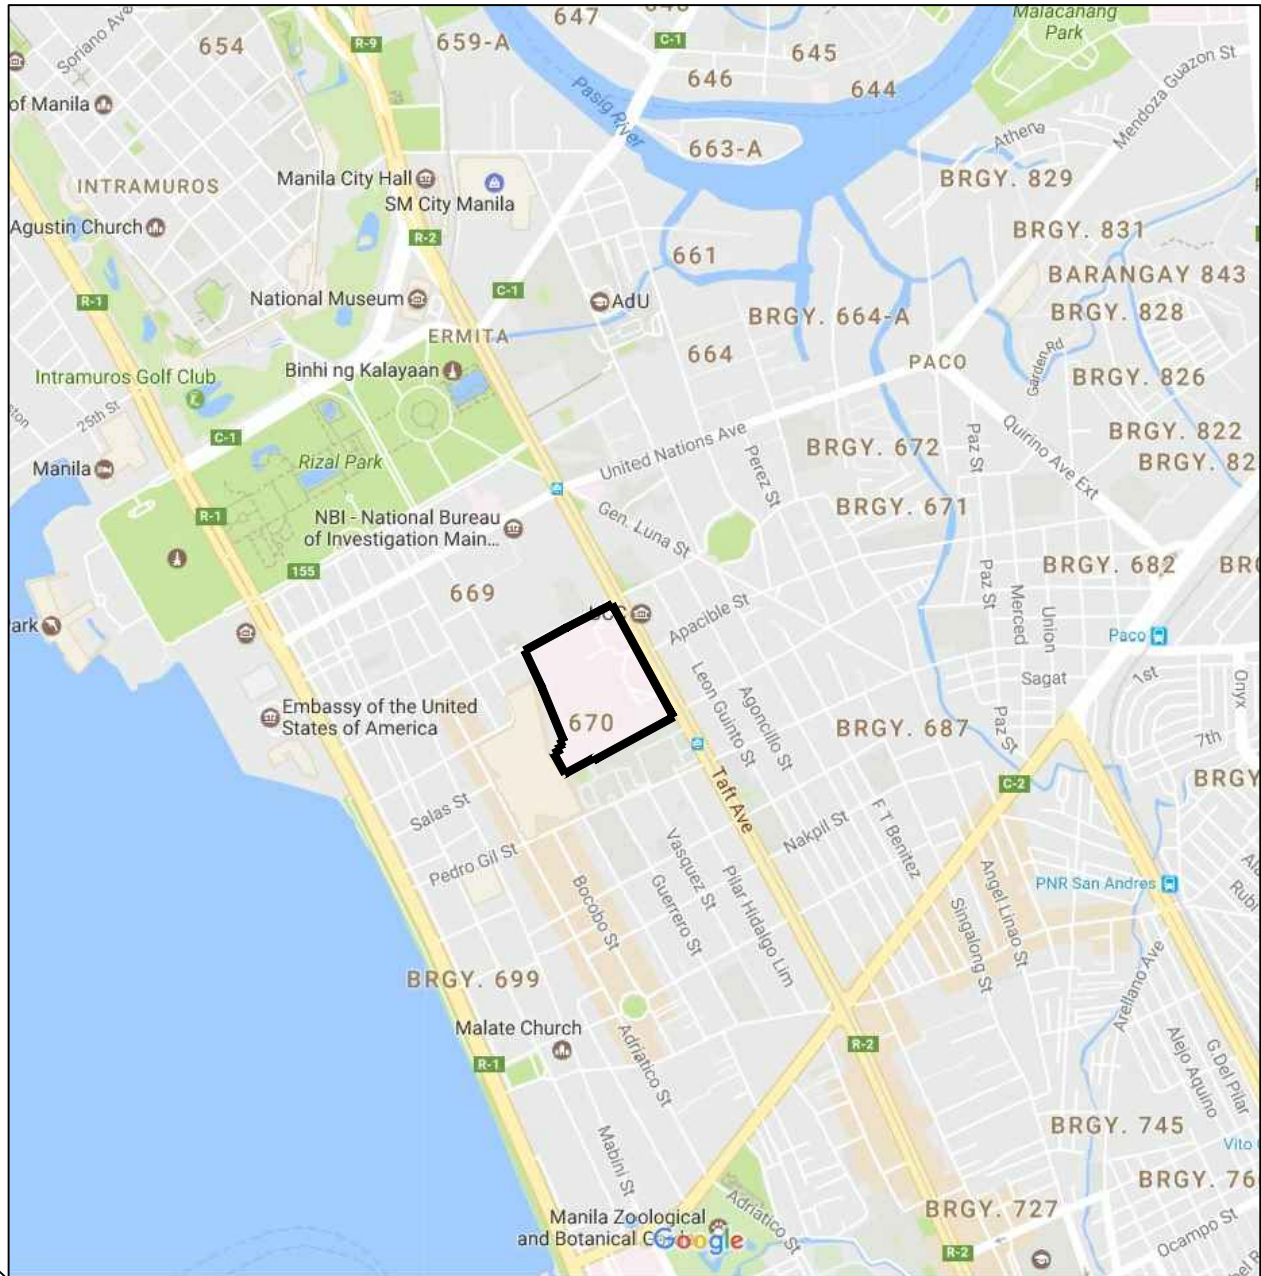 647
Malacañang
Park
Soriano Ave
654
R-9
659-A
C-1
645
646
644
Mendoza Guazon St
of Manila
Pasig River
Athena
663-A
INTRAMUROS
Manila City Hall
SM City Manila
BRGY. 829
Agustin Church
R-2
BRGY. 831
661
BARANGAY 843
R-1
National Museum
C-1
AdU
BRGY. 664-A
BRGY. 828
ERMITA
664
Garden Rd
PACO
Binhi ng Kalayaan
Intramuros Golf Club
BRGY. 826
25th St
C-1
United Nations Ave
Perez St
BRGY. 672
Paz St
Quirino Ave Ext
BRGY. 822
Manila
Rizal Park
BRGY. 82
R-1
NBI - National Bureau
of Investigation Main...
Gen. Luna St
BRGY. 671
155
669
BRGY. 682
Paz St
Merced
Union
ark
Apacible St
Paco
Sagat
1st
Onyx
Embassy of the United
States of America
670
Leon Guinto St
Agoncillo St
BRGY. 687
Paz St
7th
BRGY
Taft Ave
C-2
Salas St
Nakpil St
F T Benitez
Pedro Gil St
Vasquez St
Guerrero St
Pilar Hidalgo Lim
Bocobo St
Angel Linao St
Singalong St
PNR San Andres
Arellano Ave
BRGY. 699
Malate Church
R-1
Adriatico St
R-2
Alejo Aquino
G.Del Pilar
BRGY. 745
Mabini St
Vito
BRGY. 76
Adriatico St
BRGY. 727
Manila Zoological
and Botanical
Google
R-2
Ocampo St